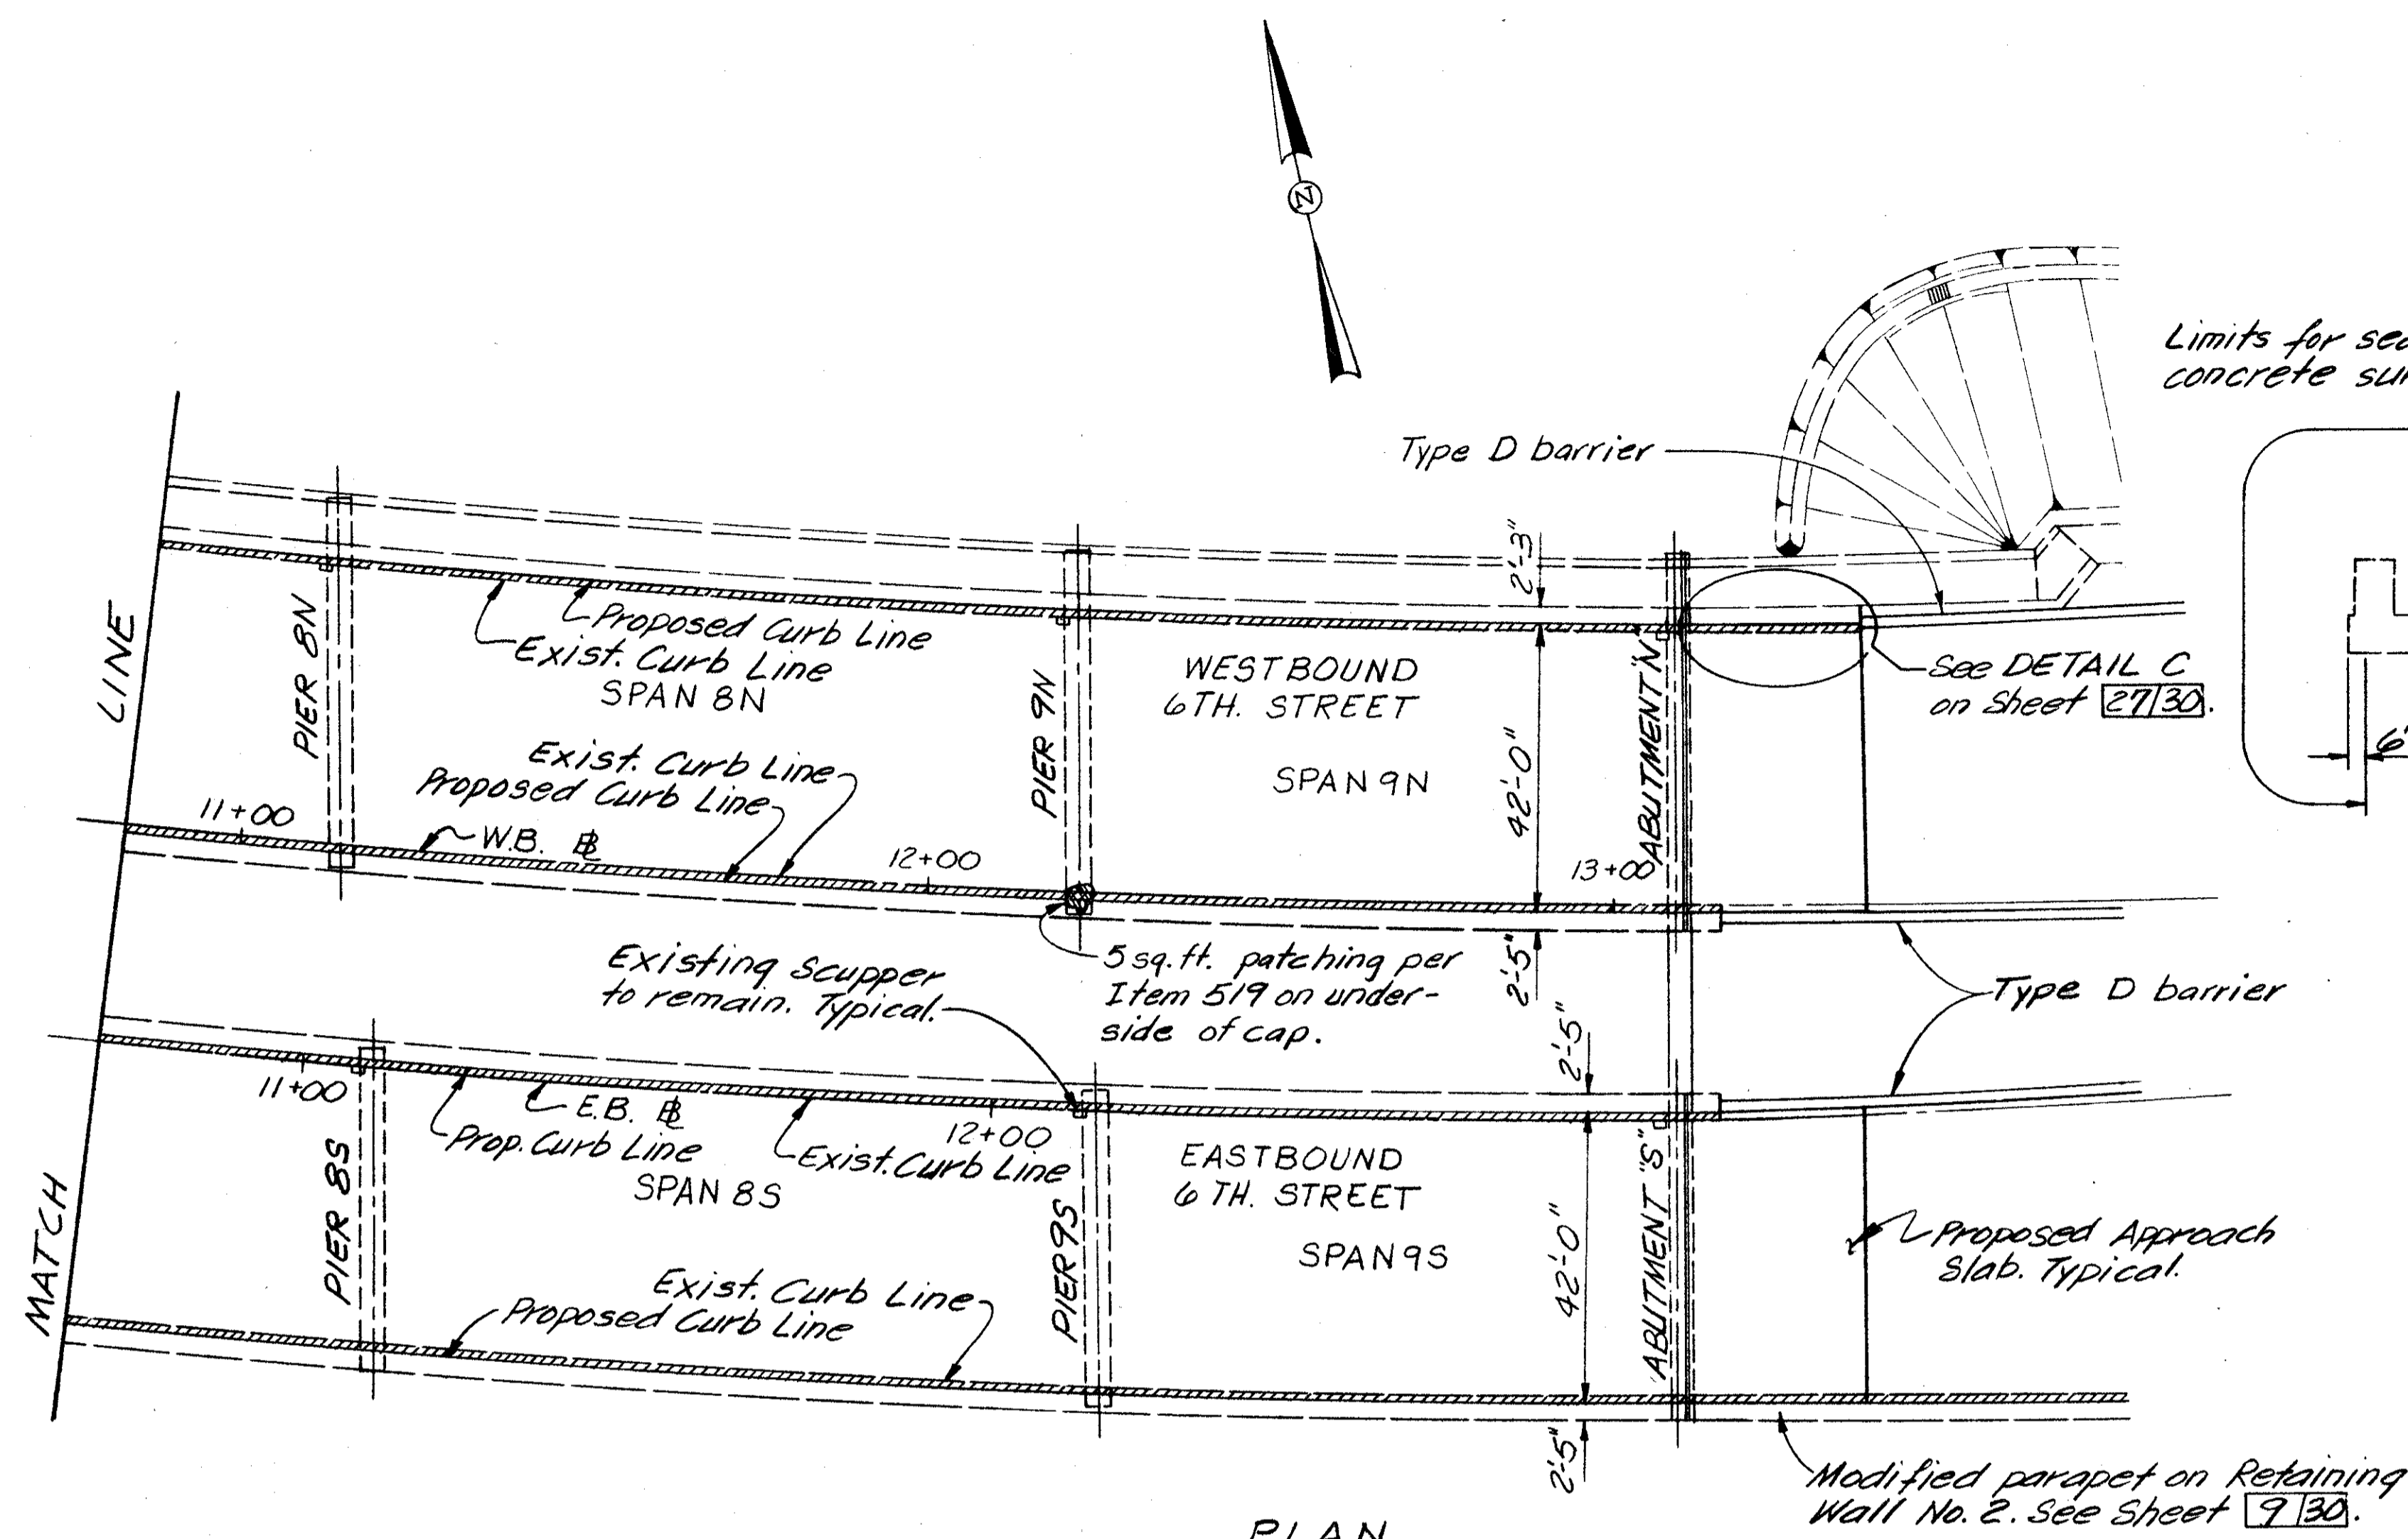 N
Limits for
concrete
Type D barrier
2'-3"
LINE
PIER 8N
Proposed Curb Line
Exist. Curb Line
SPAN 8N
PIER 9N
WESTBOUND
6TH. STREET
SPAN 9N
42'-0"
ABUTMENT "N"
See DETAIL C
on Sheet 27/30.
6'
Exist. Curb Line
Proposed Curb Line
11+00
W.B. BL
12+00
13+00
Existing Scupper
to remain. Typical.
5 sq. ft. patching per
Item 519 on under-
side of cap.
2'-5"
2'-5"
Type D barrier
11+00
E.B. BL
Prop. Curb Line
12+00
Exist. Curb Line
SPAN 8S
MATCH
PIER 8S
PIER 9S
EASTBOUND
6 TH. STREET
SPAN 9S
42'-0"
ABUTMENT "S"
Proposed Approach
Slab. Typical.
Exist. Curb Line
Proposed Curb Line
2'-5"
Modified parapet on Retaining
Wall No. 2. See Sheet 9/30.
PLAN